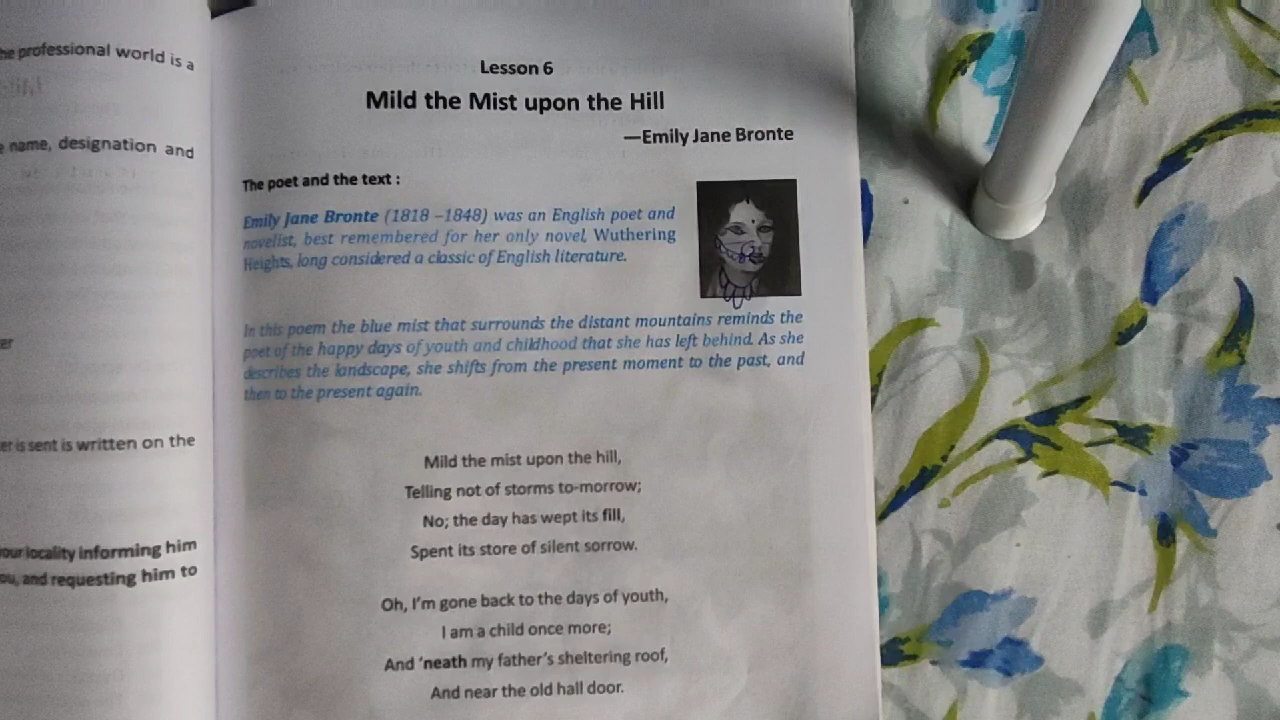 he professional world is a
name, designation and
er
er is sent is written on the
our locality informing him
ou, and requesting him to
Lesson 6
Mild the Mist upon the Hill
—Emily Jane Bronte
The poet and the text :
Emily Jane Bronte (1818 –1848) was an English poet and
novelist, best remembered for her only novel, Wuthering
Heights, long considered a classic of English literature.
In this poem the blue mist that surrounds the distant mountains reminds the
poet of the happy days of youth and childhood that she has left behind. As she
describes the landscape, she shifts from the present moment to the past, and
then to the present again.
Mild the mist upon the hill,
Telling not of storms to-morrow;
No; the day has wept its fill,
Spent its store of silent sorrow.
Oh, I'm gone back to the days of youth,
I am a child once more;
And 'neath my father's sheltering roof,
And near the old hall door.